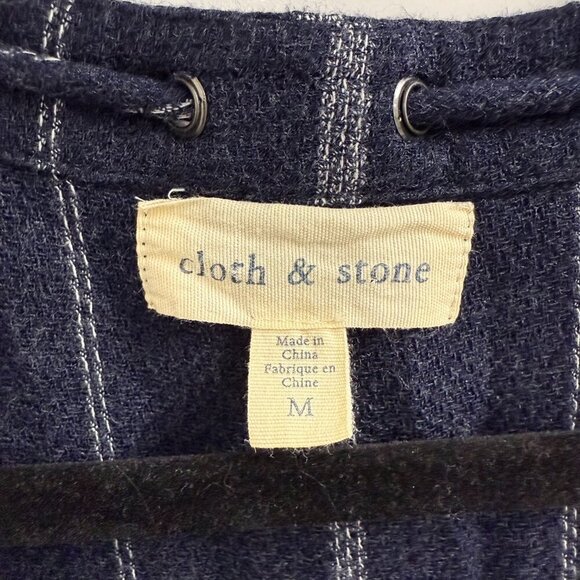 cloth & stone
Made in
China
Fabrique en
Chine
M